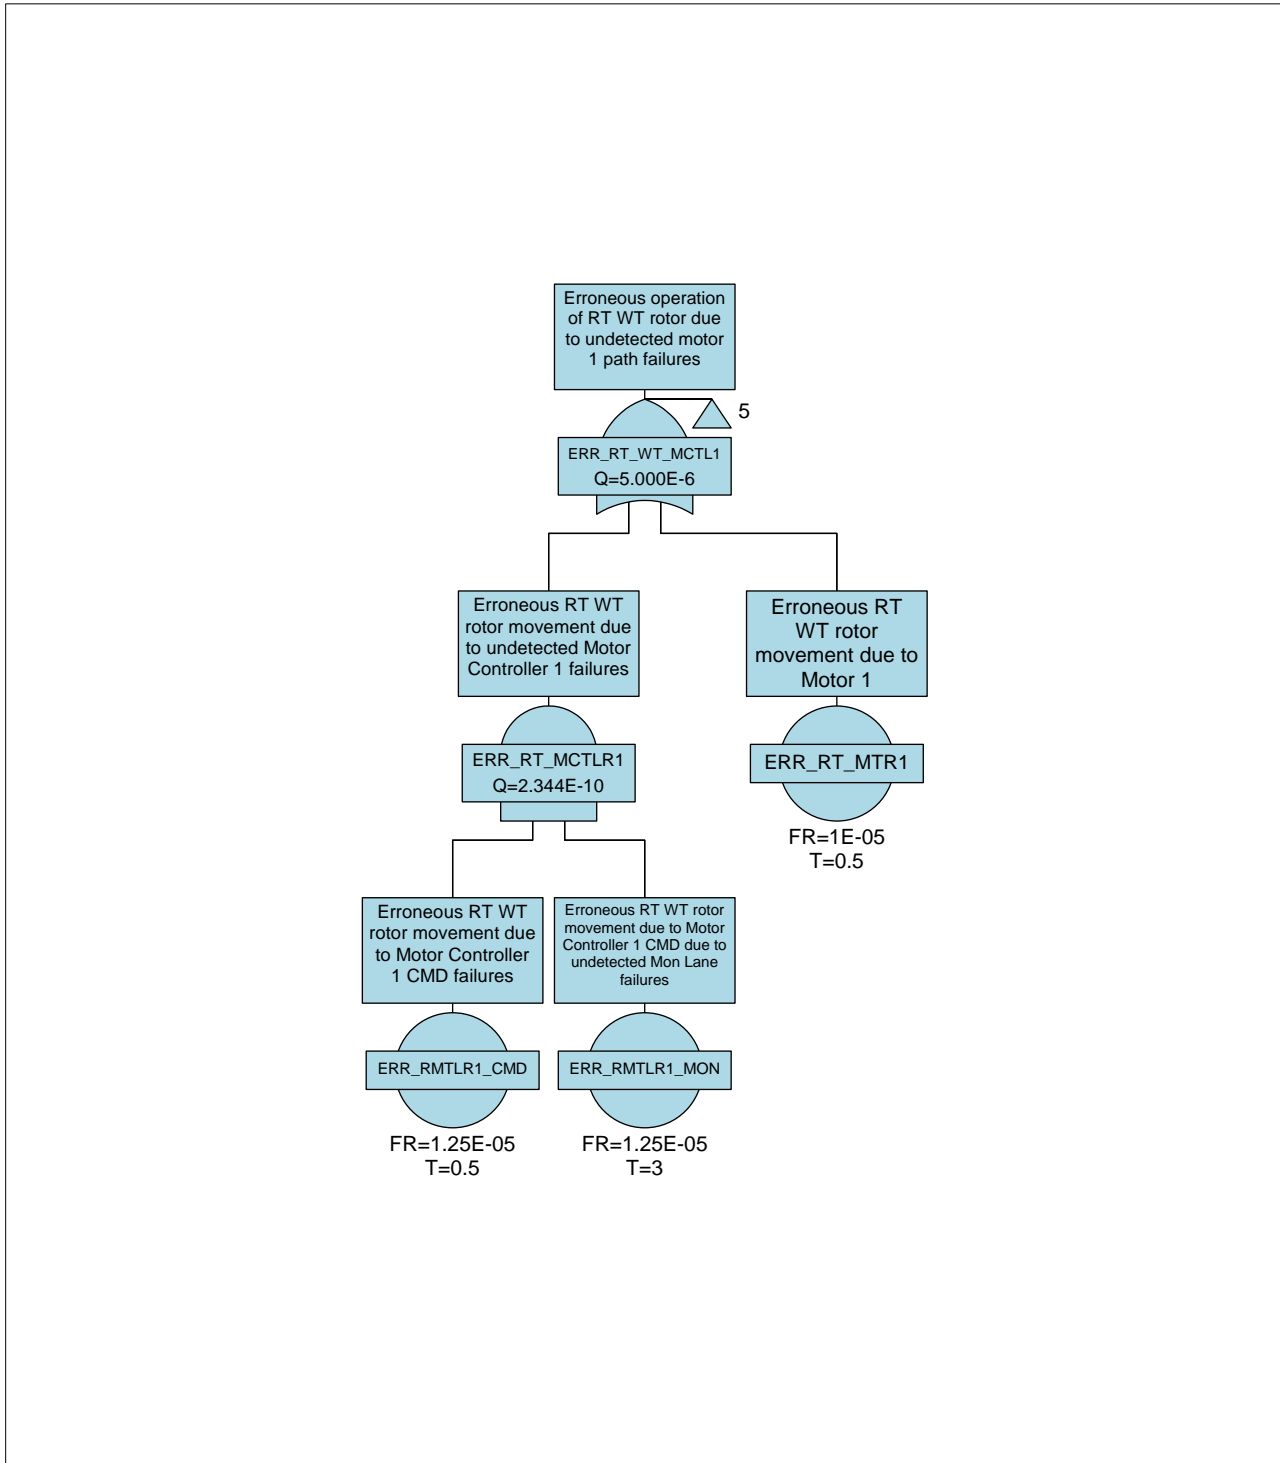 Erroneous operation
of RT WT rotor due
to undetected motor
1 path failures
5
ERR_RT_WT_MCTL1
Q=5.000E-6
Erroneous RT WT
rotor movement due
to undetected Motor
Controller 1 failures
Erroneous RT
WT rotor
movement due to
Motor 1
ERR_RT_MCTLR1
Q=2.344E-10
ERR_RT_MTR1
FR=1E-05
T=0.5
Erroneous RT WT
rotor movement due
to Motor Controller
1 CMD failures
Erroneous RT WT rotor
movement due to Motor
Controller 1 CMD due to
undetected Mon Lane
failures
ERR_RMTLR1_CMD
ERR_RMTLR1_MON
FR=1.25E-05
T=0.5
FR=1.25E-05
T=3